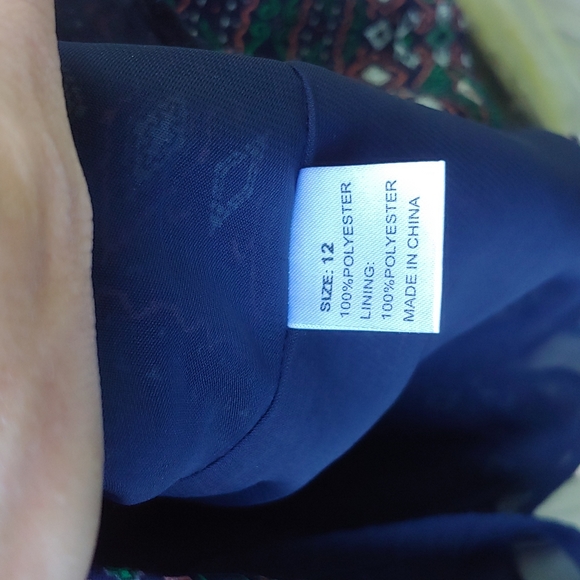 SIZE: 12
100%POLYESTER
LINING:
100%POLYESTER
MADE IN CHINA